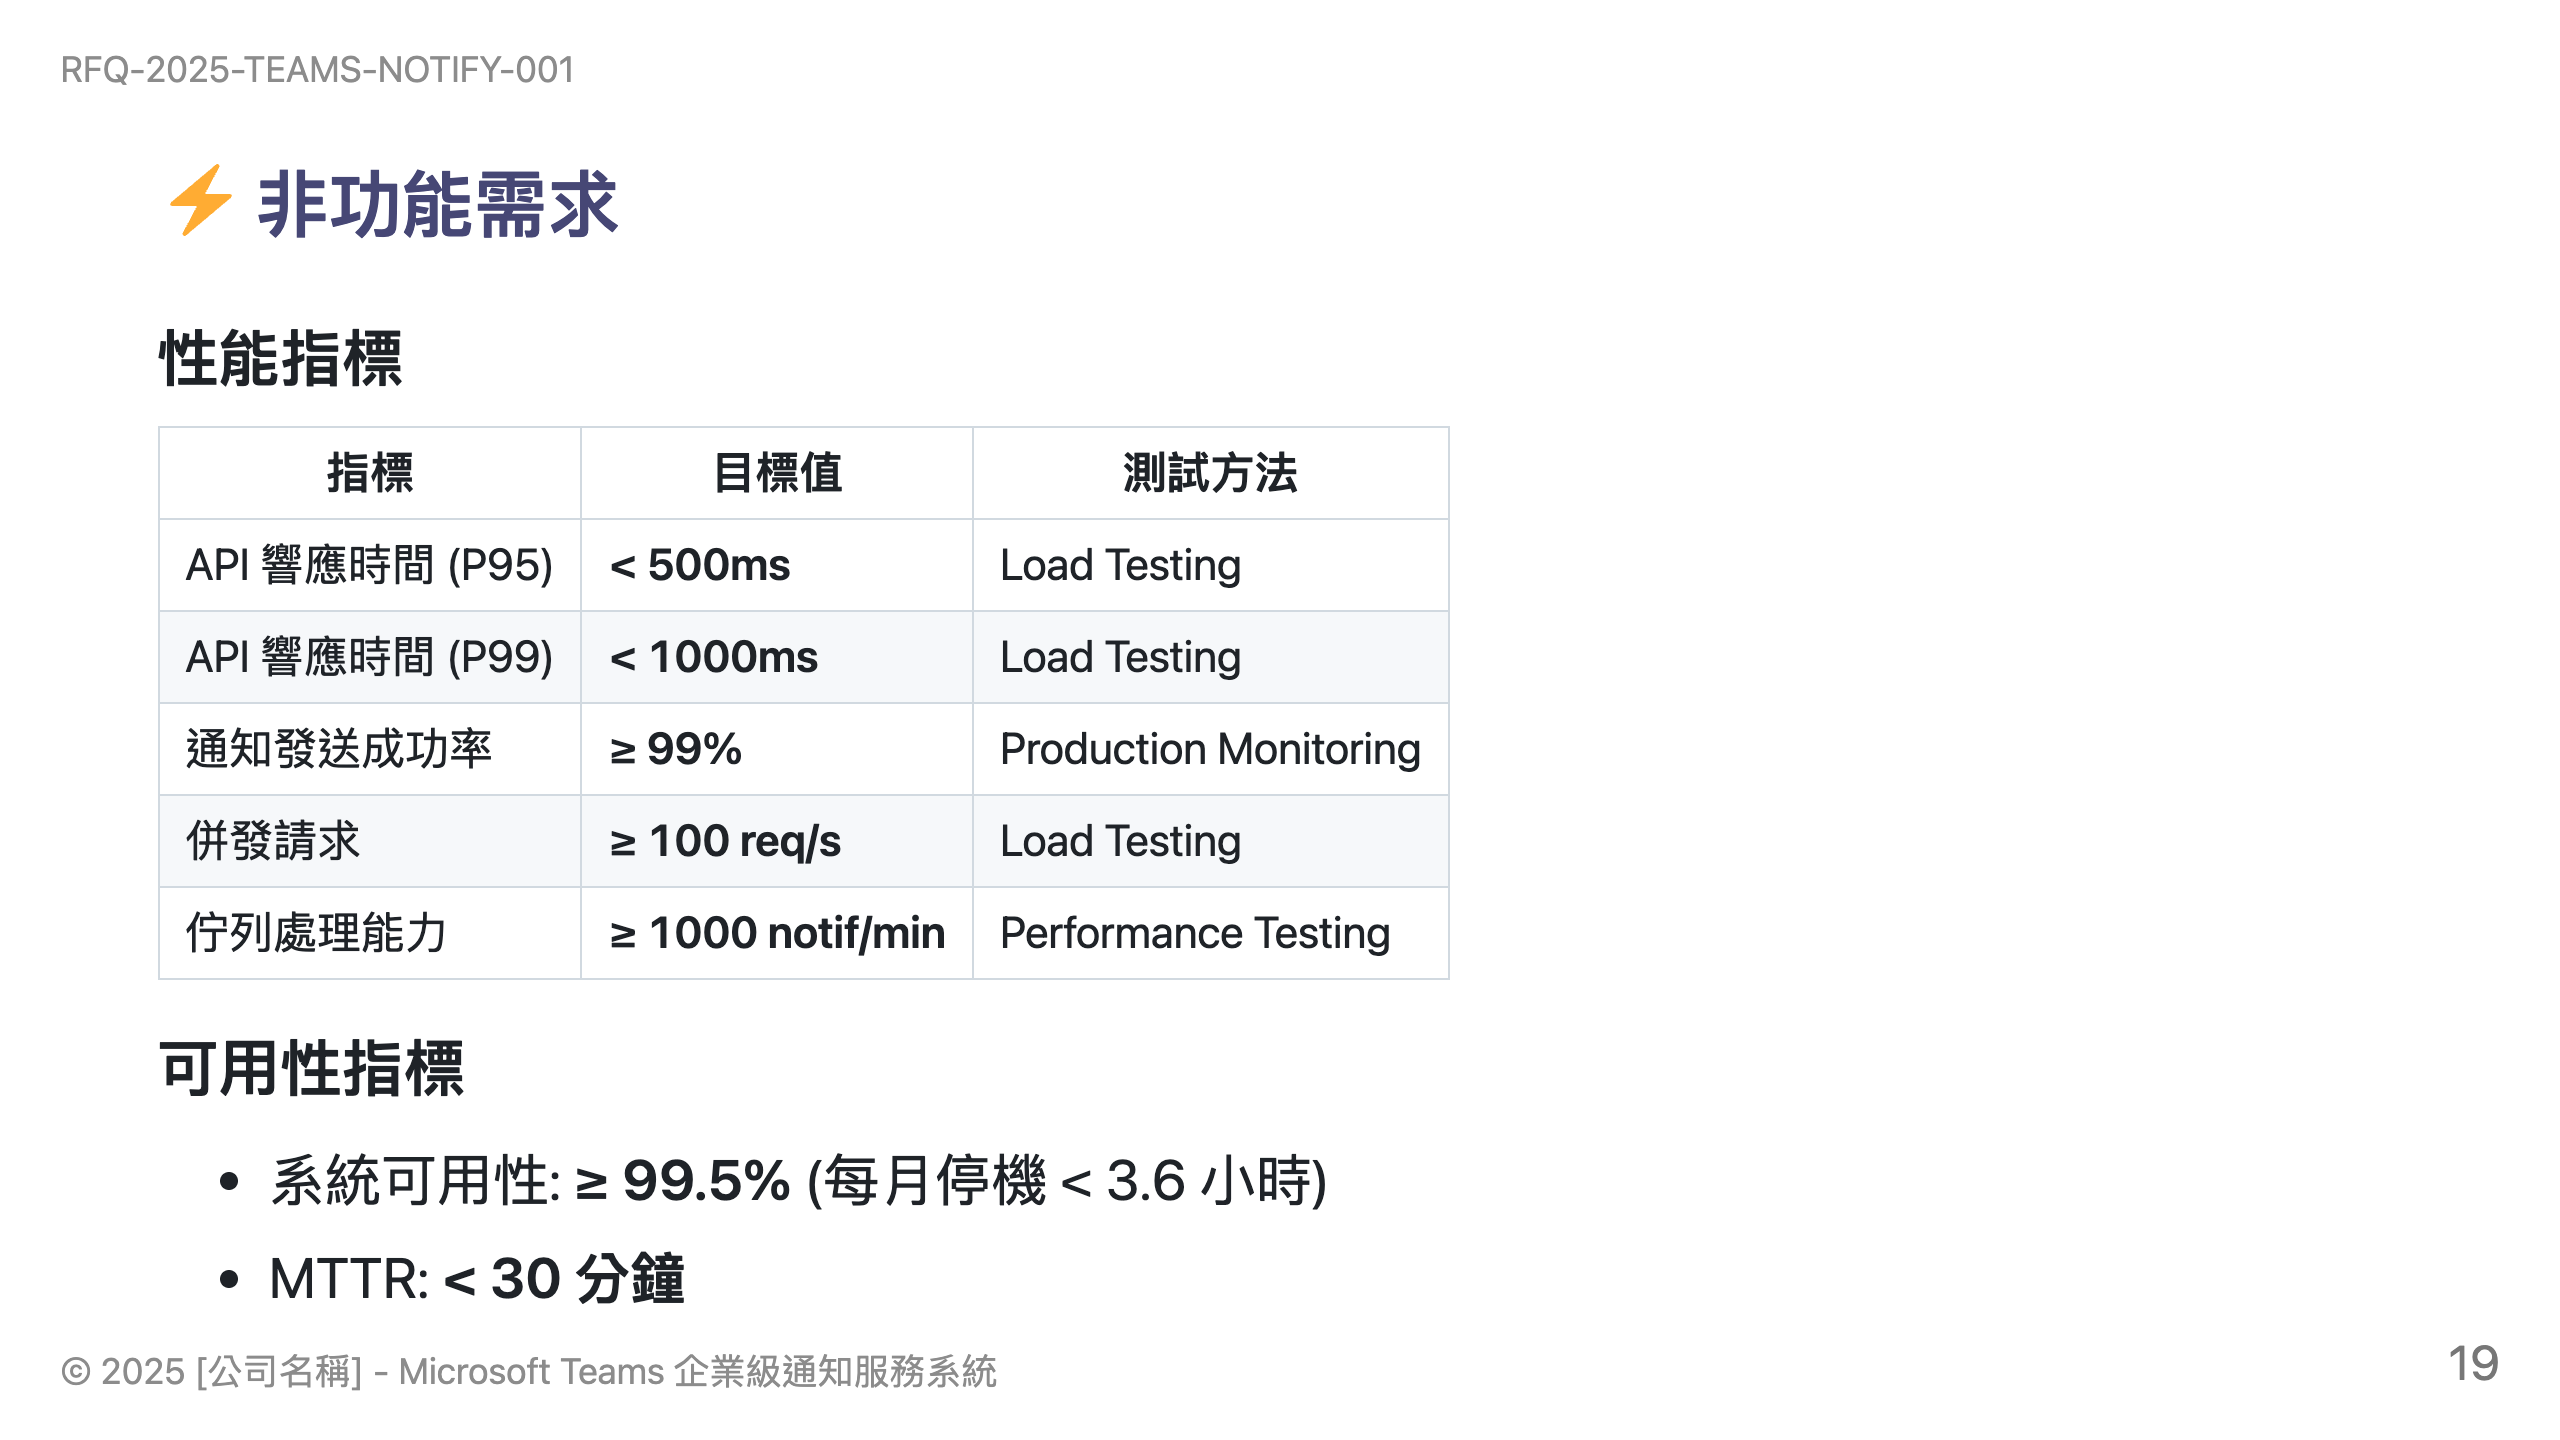 RFQ-2025-TEAMS-NOTIFY-001
⚡ 非功能需求
性能指標
指標 目標值 測試方法
API 響應時間 (P95) < 500ms Load Testing
API 響應時間 (P99) < 1000ms Load Testing
通知發送成功率 ≥ 99% Production Monitoring
併發請求 ≥ 100 req/s Load Testing
佇列處理能力 ≥ 1000 notif/min Performance Testing
可用性指標
• 系統可用性: ≥ 99.5% (每月停機 < 3.6 小時)
• MTTR: < 30 分鐘
© 2025 [公司名稱] - Microsoft Teams 企業級通知服務系統
19